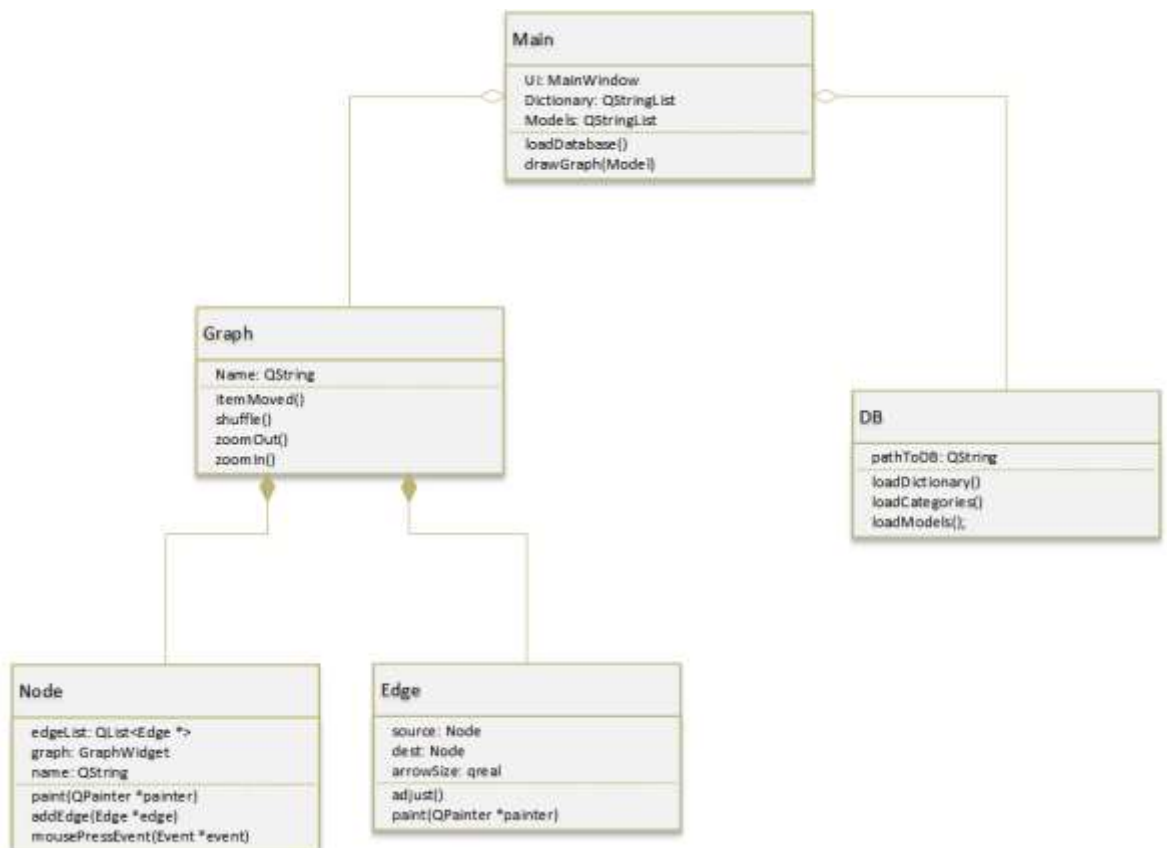 Main
UI: MainWindow
Dictionary: QStringList
Models: QStringList
loadDatabase()
drawGraph(Model)
Graph
Name: QString
itemMoved()
shuffle()
zoomOut()
zoomIn()
DB
pathToDB: QString
loadDictionary()
loadCategories()
loadModels();
Node
edgeList: QList<Edge *>
graph: GraphWidget
name: QString
paint(QPainter *painter)
addEdge(Edge *edge)
mousePressEvent(Event *event)
Edge
source: Node
dest: Node
arrowSize: qreal
adjust()
paint(QPainter *painter)